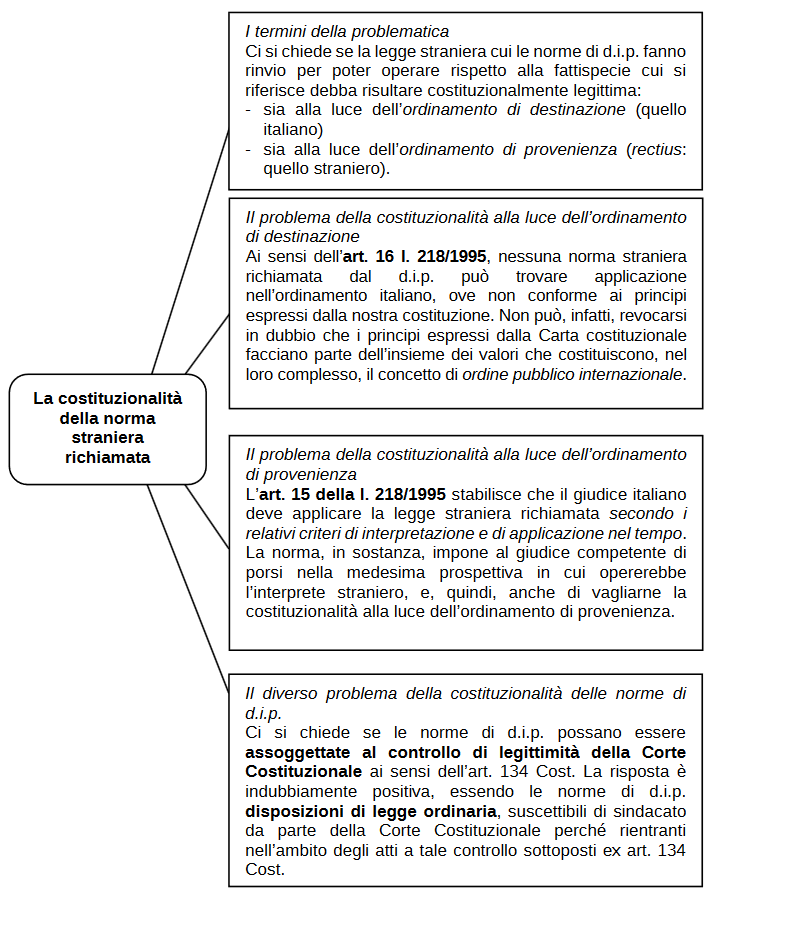 I termini della problematica
Ci si chiede se la legge straniera cui le norme di d.i.p. fanno
rinvio per poter operare rispetto alla fattispecie cui si
riferisce debba risultare costituzionalmente legittima:
- sia alla luce dell’ordinamento di destinazione (quello
italiano)
- sia alla luce dell’ordinamento di provenienza (rectius:
quello straniero).
Il problema della costituzionalità alla luce dell’ordinamento
di destinazione
Ai sensi dell’art. 16 l. 218/1995, nessuna norma straniera
richiamata dal d.i.p. può trovare applicazione
nell’ordinamento italiano, ove non conforme ai principi
espressi dalla nostra costituzione. Non può, infatti, revocarsi
in dubbio che i principi espressi dalla Carta costituzionale
facciano parte dell’insieme dei valori che costituiscono, nel
loro complesso, il concetto di ordine pubblico internazionale.
La costituzionalità
della norma
straniera
richiamata
Il problema della costituzionalità alla luce dell’ordinamento
di provenienza
L’art. 15 della l. 218/1995 stabilisce che il giudice italiano
deve applicare la legge straniera richiamata secondo i
relativi criteri di interpretazione e di applicazione nel tempo.
La norma, in sostanza, impone al giudice competente di
porsi nella medesima prospettiva in cui opererebbe
l’interprete straniero, e, quindi, anche di vagliarne la
costituzionalità alla luce dell’ordinamento di provenienza.
Il diverso problema della costituzionalità delle norme di
d.i.p.
Ci si chiede se le norme di d.i.p. possano essere
assoggettate al controllo di legittimità della Corte
Costituzionale ai sensi dell’art. 134 Cost. La risposta è
indubbiamente positiva, essendo le norme di d.i.p.
disposizioni di legge ordinaria, suscettibili di sindacato
da parte della Corte Costituzionale perché rientranti
nell’ambito degli atti a tale controllo sottoposti ex art. 134
Cost.